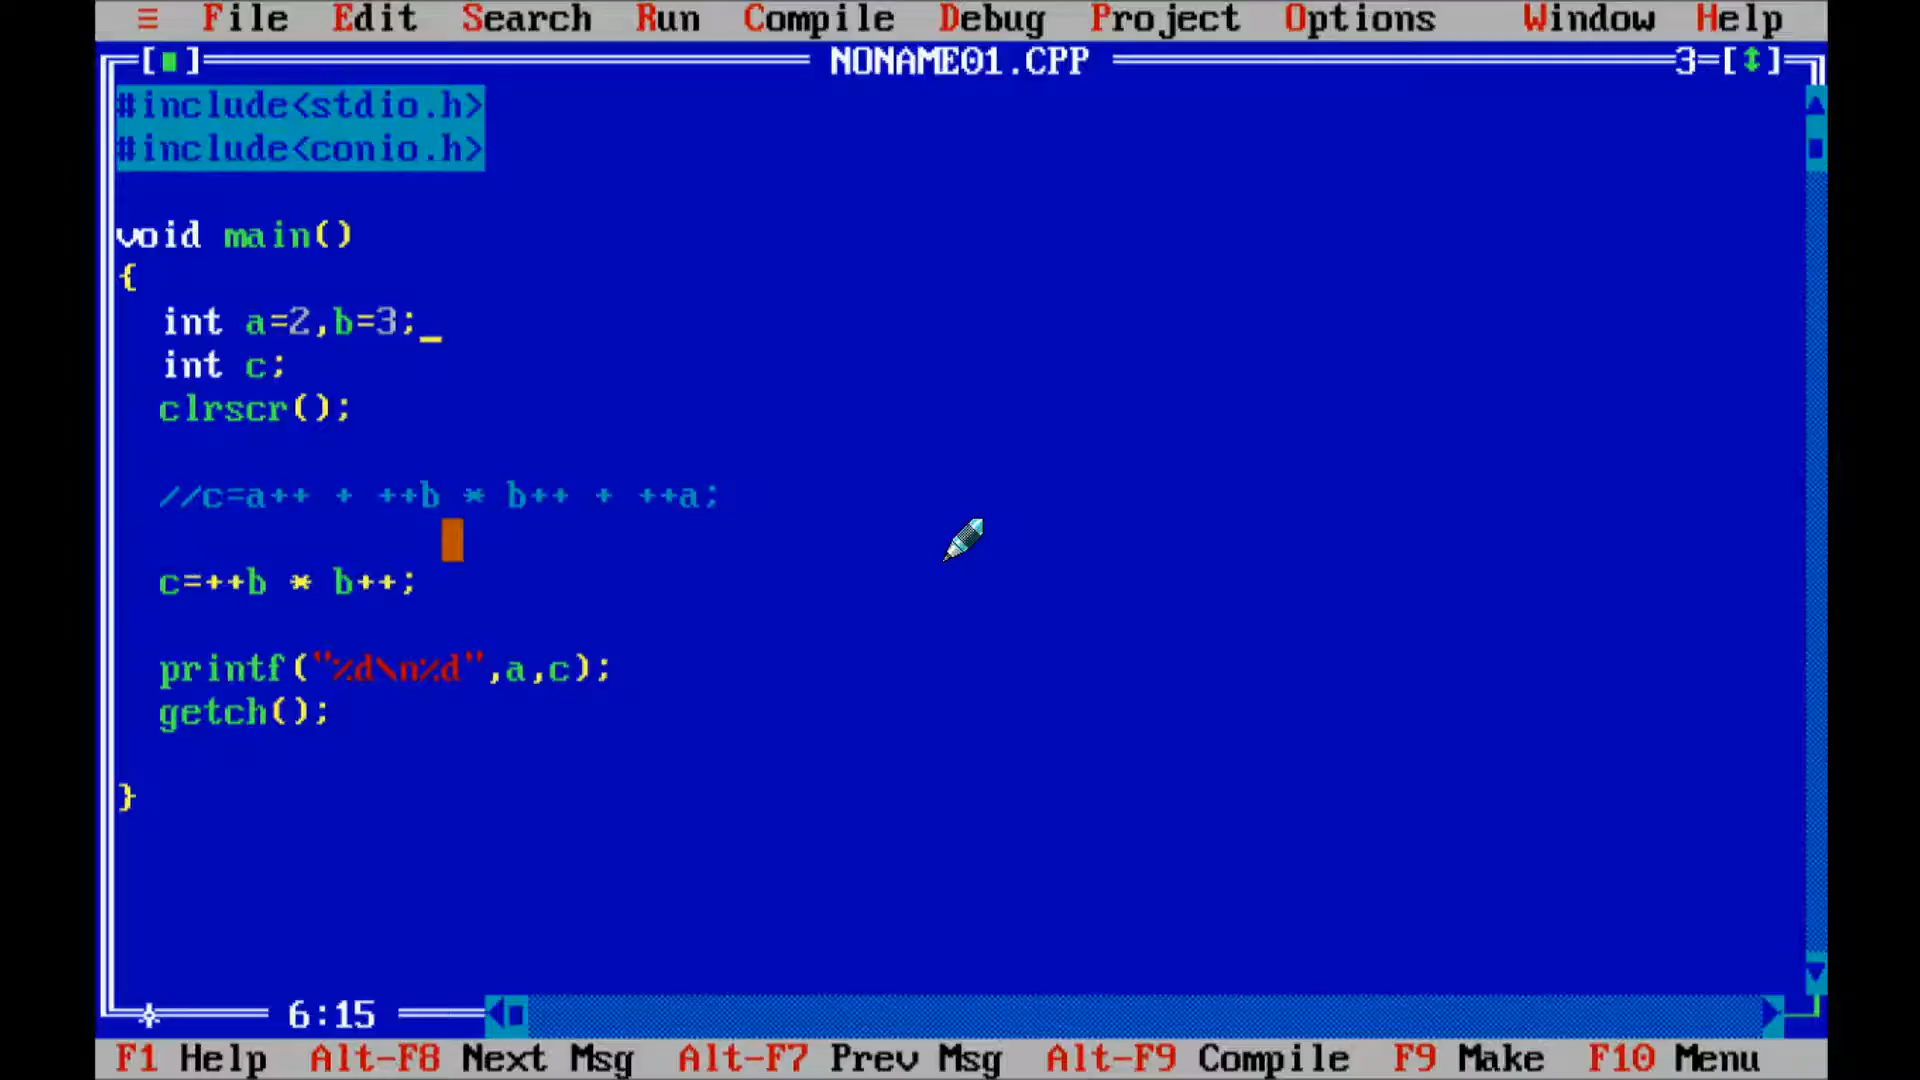 ≡ File Edit Search Run Compile Debug Project Options Window Help
[■] NONAME01.CPP 3=[↕]
#include<stdio.h>
#include<conio.h>
void main()
{
int a=2,b=3;_
int c;
clrscr();
//c=a++ + ++b * b++ + ++a;
c=++b * b++;
printf("%d\n%d",a,c);
getch();
}
6:15
F1 Help Alt-F8 Next Msg Alt-F7 Prev Msg Alt-F9 Compile F9 Make F10 Menu